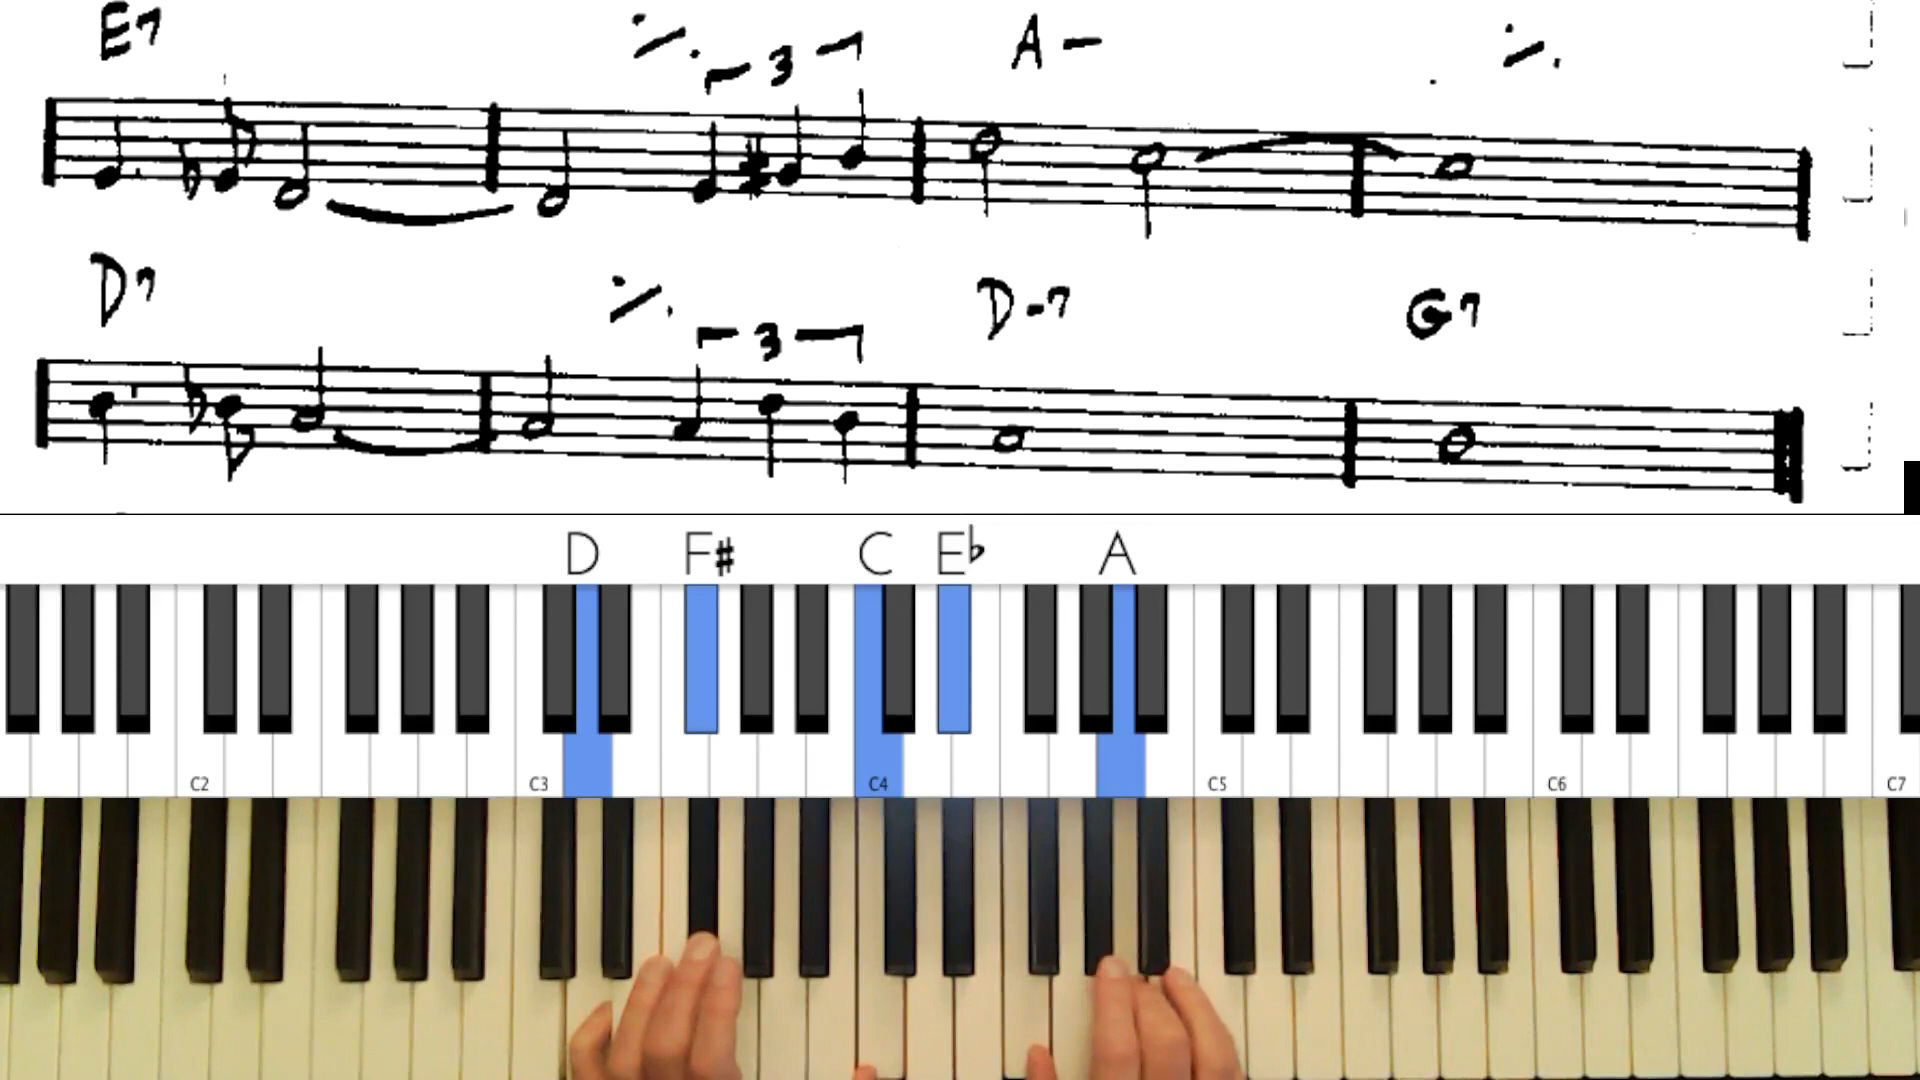 E7 ٪ 3 A- ٪
D7 ٪ 3 D-7 G7
D F# C E♭ A
C2 C3 C4 C5 C6 C7